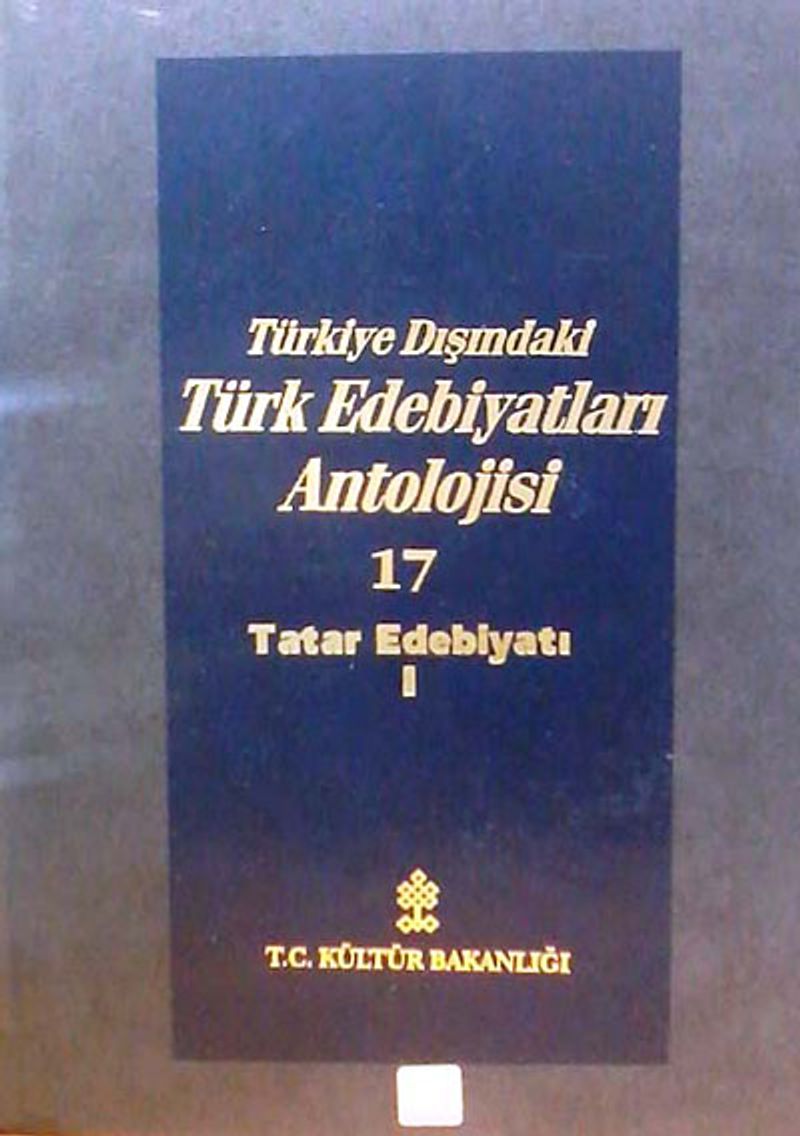 Türkiye Dışındaki
Türk Edebiyatları
Antolojisi
17
Tatar Edebiyatı
I
T.C. KÜLTÜR BAKANLIĞI